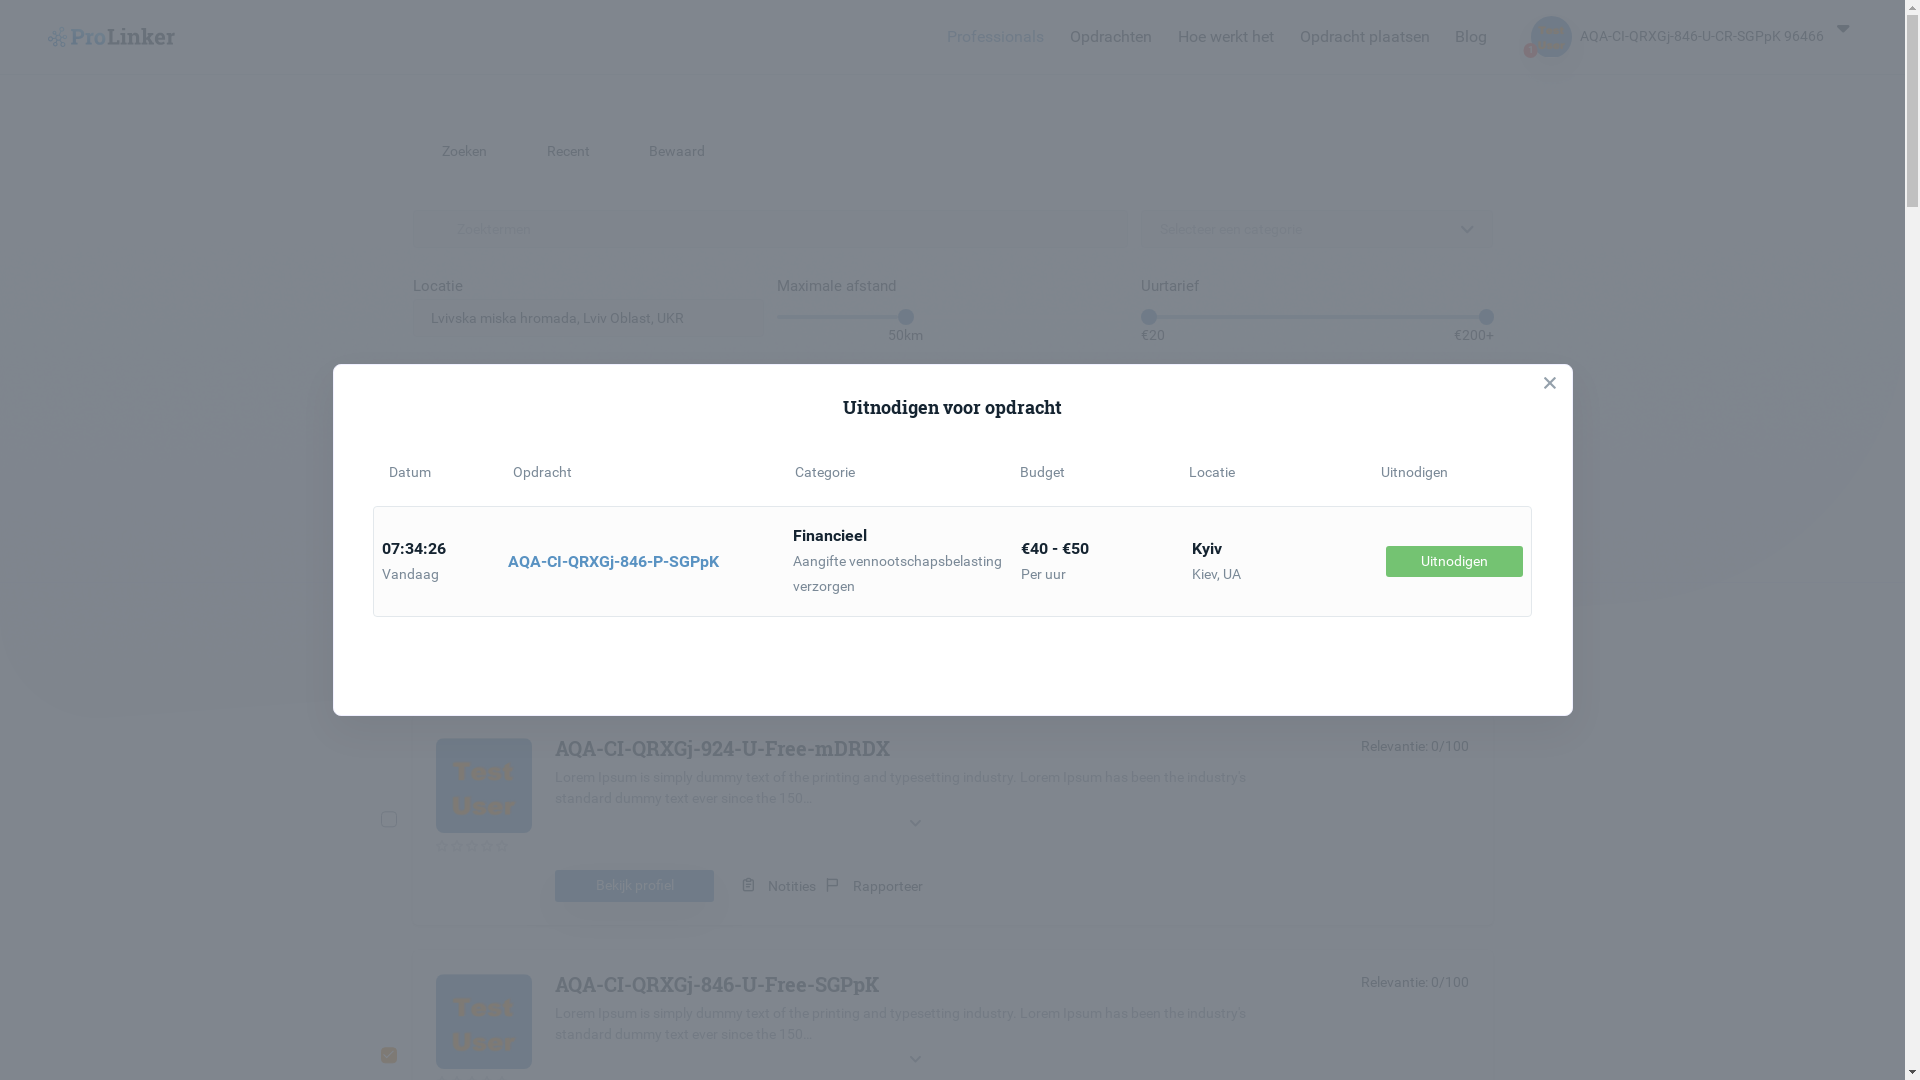 ProLinker
Professionals
Opdrachten
Hoe werkt het
Opdracht plaatsen
Blog
AQA-CI-QRXGj-846-U-CR-SGPpK 96466
Zoeken
Recent
Bewaard
Zoektermen
Selecteer een categorie
Locatie
Maximale afstand
Uurtarief
Lvivska miska hromada, Lviv Oblast, UKR
50km
€20
€200+
Uitnodigen voor opdracht
Datum
Opdracht
Categorie
Budget
Locatie
Uitnodigen
07:34:26
Vandaag
AQA-CI-QRXGj-846-P-SGPpK
Financieel
Aangifte vennootschapsbelasting
verzorgen
€40 - €50
Per uur
Kyiv
Kiev, UA
Uitnodigen
AQA-CI-QRXGj-924-U-Free-mDRDX
Relevantie: 0/100
Test
User
Lorem Ipsum is simply dummy text of the printing and typesetting industry. Lorem Ipsum has been the industry's
standard dummy text ever since the 150...
Bekijk profiel
Notities
Rapporteer
AQA-CI-QRXGj-846-U-Free-SGPpK
Relevantie: 0/100
Test
User
Lorem Ipsum is simply dummy text of the printing and typesetting industry. Lorem Ipsum has been the industry's
standard dummy text ever since the 150...